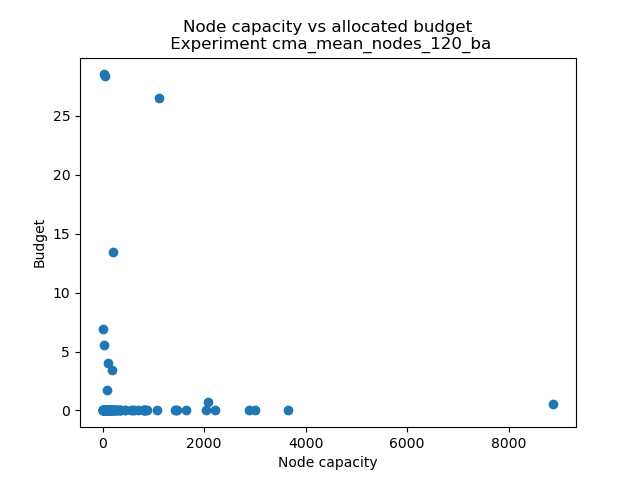 Node capacity vs allocated budget
Experiment cma_mean_nodes_120_ba
25
20
15
10
5
0
Budget
0 2000 4000 6000 8000
Node capacity